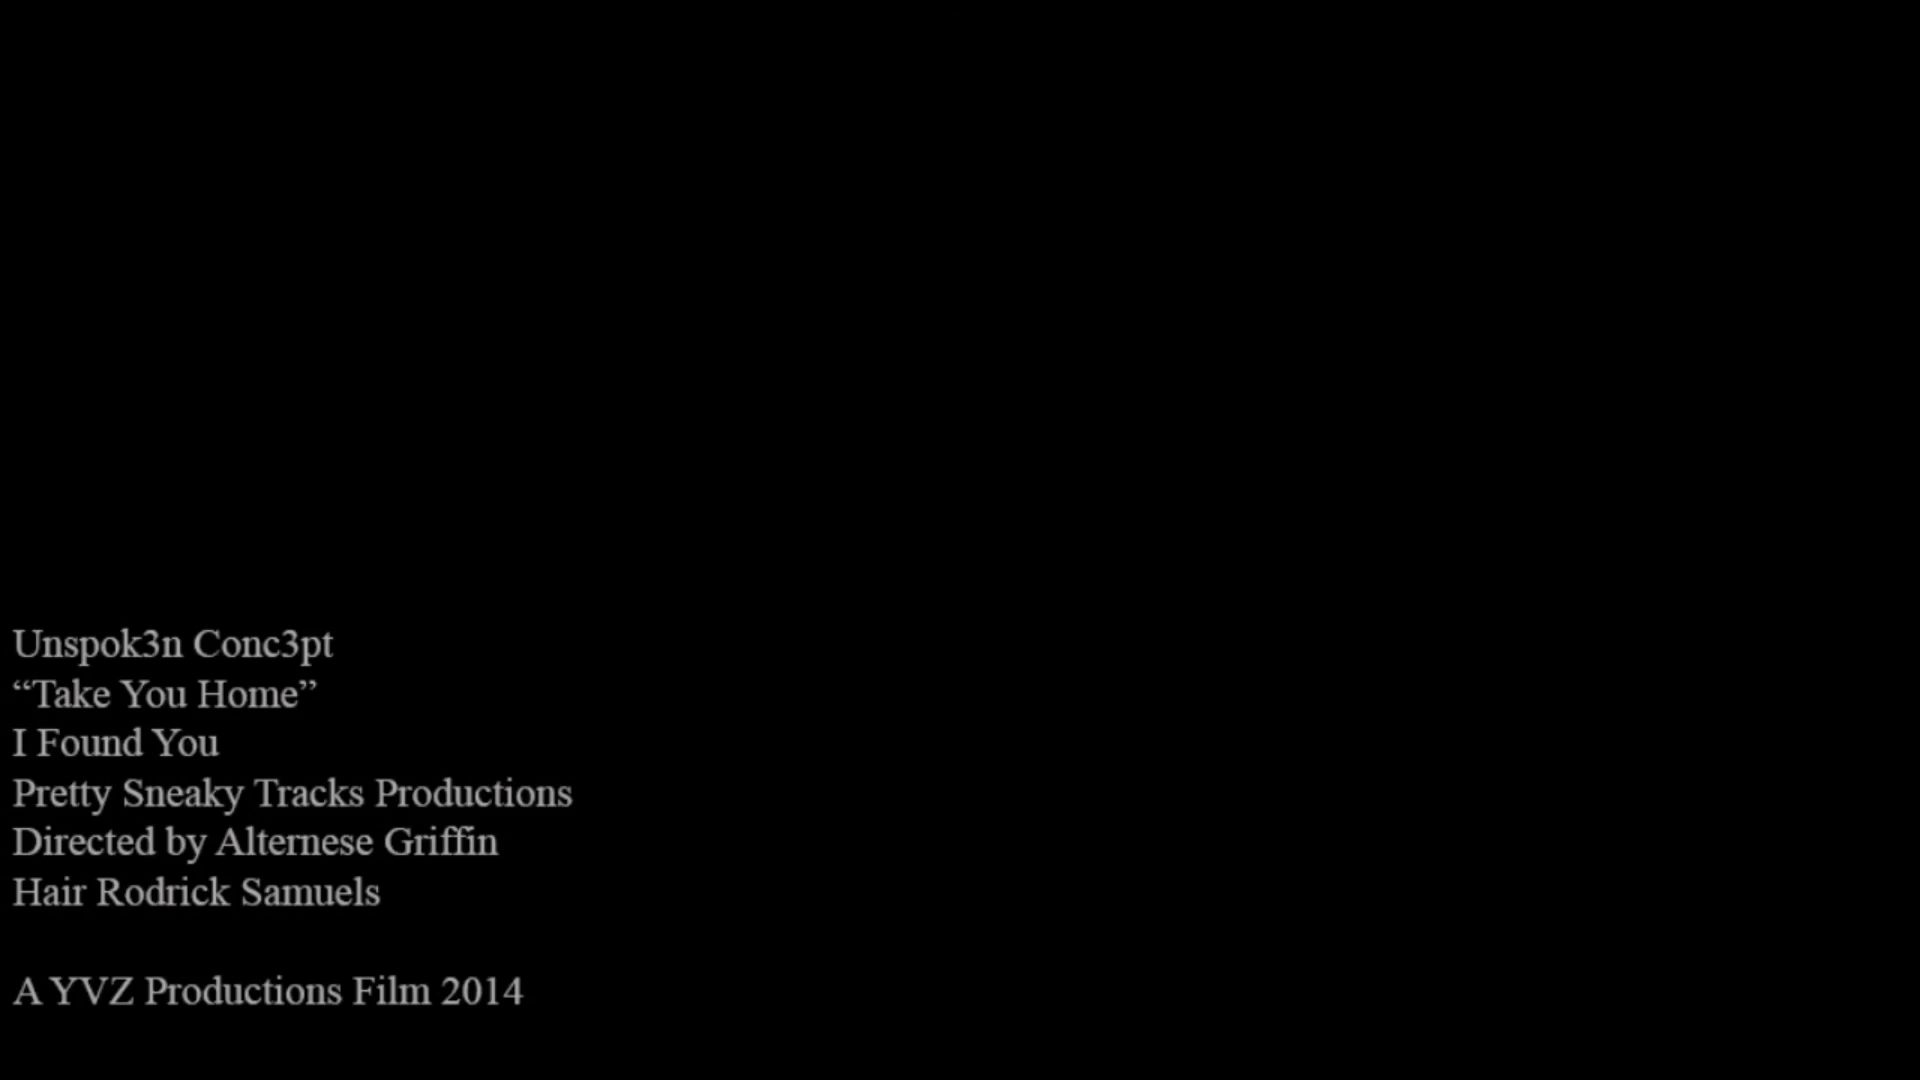 Unspok3n Conc3pt
“Take You Home”
I Found You
Pretty Sneaky Tracks Productions
Directed by Alternese Griffin
Hair Rodrick Samuels
A YVZ Productions Film 2014